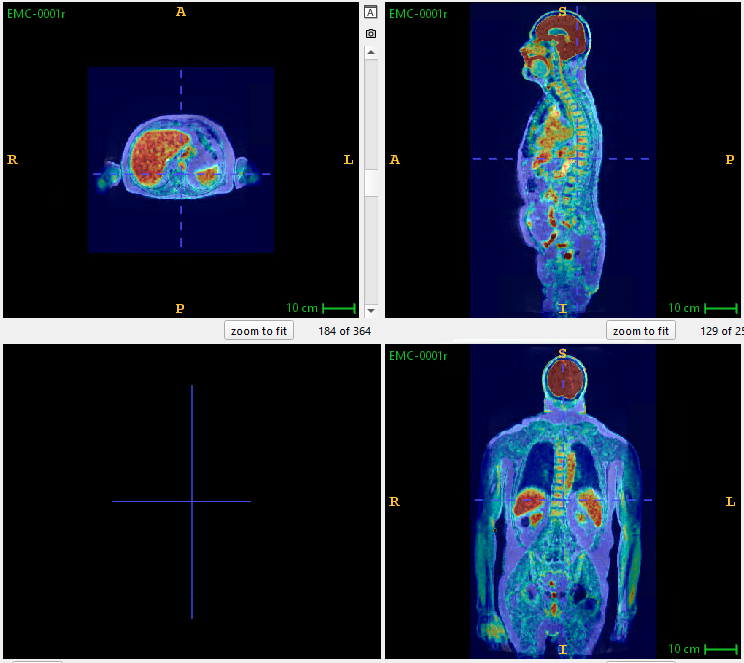 EMC-0001r
A
A
R
L
P
10 cm
zoom to fit
184 of 364
EMC-0001r
S
A
P
I
10 cm
zoom to fit
129 of 25
EMC-0001r
S
R
L
I
10 cm